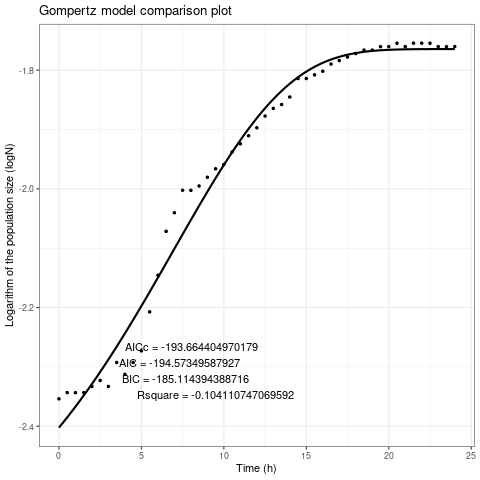 Gompertz model comparison plot
Logarithm of the population size (logN)
-1.8
-2.0
-2.2
-2.4
AICc = -193.664404970179
AIC = -194.57349587927
BIC = -185.114394388716
Rsquare = -0.104110747069592
0
5
10
15
20
25
Time (h)